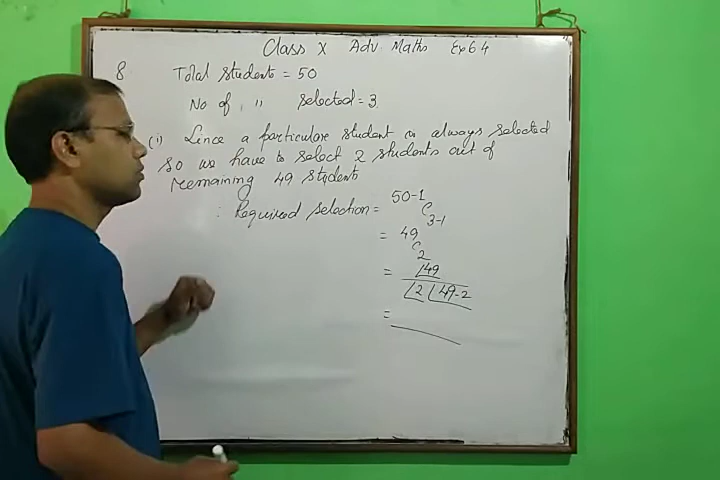 Class X Adv. Maths Ex 6.4
8 Total students = 50
No of " selected = 3.
(i) Since a particulare student is always selected
So we have to select 2 students out of
remaining 49 students
∴ Required selection = 50-1C3-1
= 49C2
= |49 / |2 |49-2
=